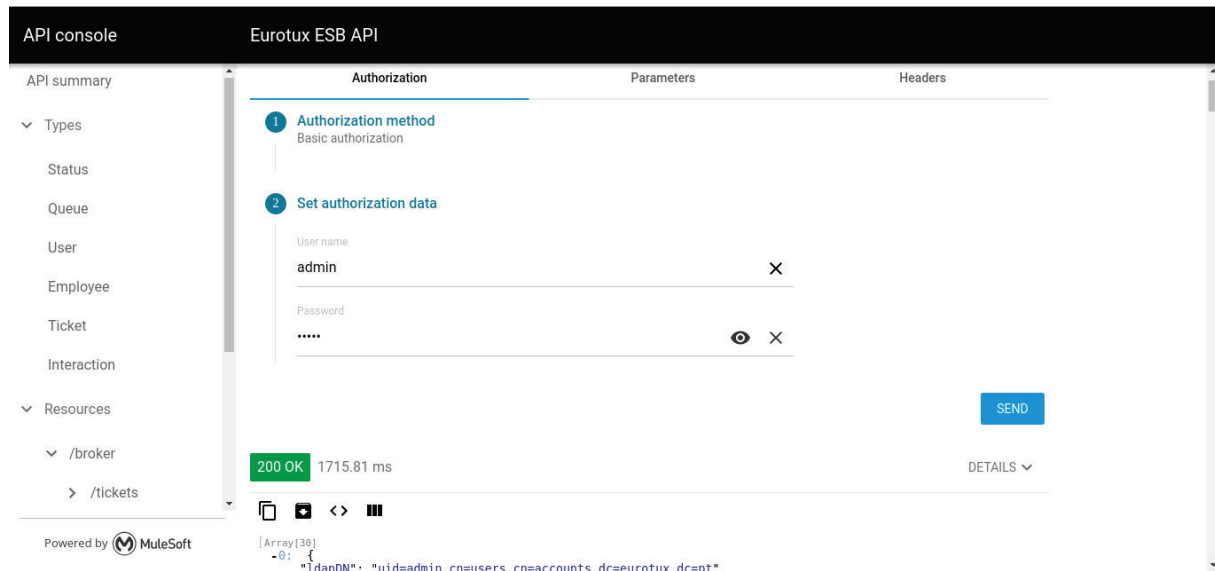 API console
Eurotux ESB API
API summary
Types
Status
Queue
User
Employee
Ticket
Interaction
Resources
/broker
/tickets
Powered by MuleSoft
Authorization
Parameters
Headers
1 Authorization method
Basic authorization
2 Set authorization data
User name
admin
Password
•••••
SEND
200 OK 1715.81 ms
DETAILS
[Array[30]
-0: {
"ldapDN": "uid=admin,cn=users,cn=accounts,dc=eurotux,dc=pt"